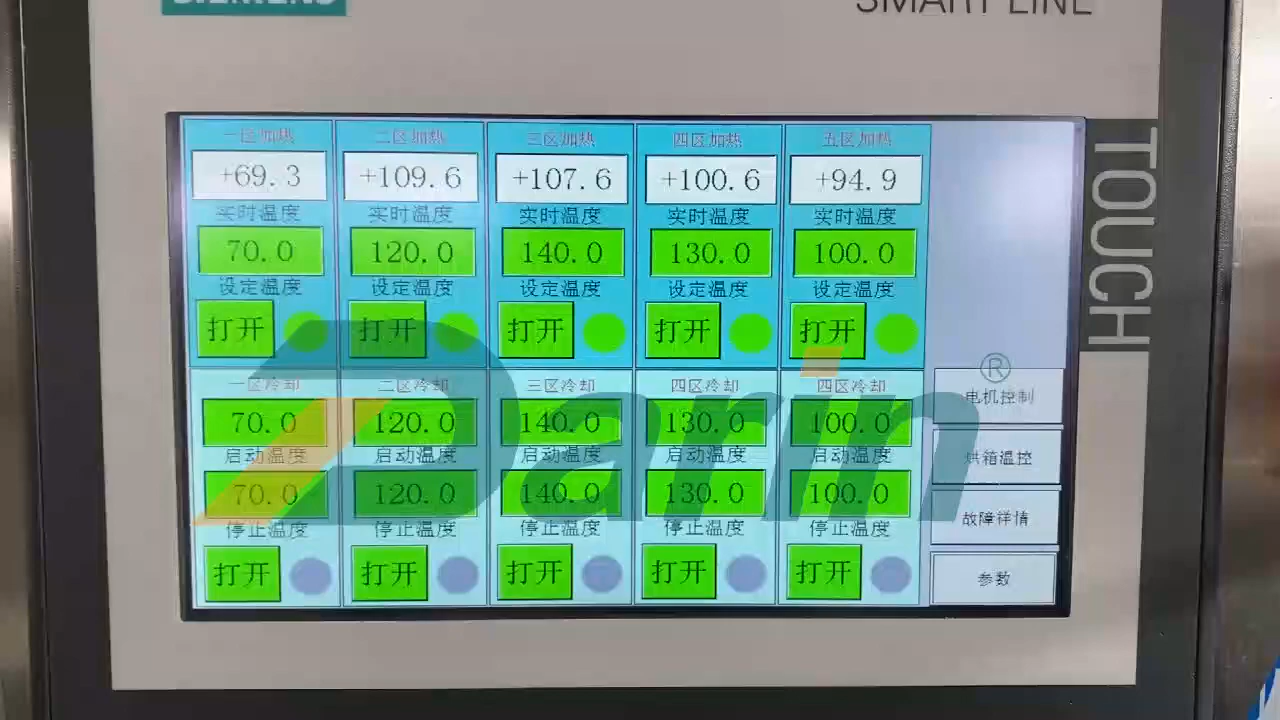 SIEMENS
SMART LINE
TOUCH
一区加热 二区加热 三区加热 四区加热 五区加热
+69.3 +109.6 +107.6 +100.6 +94.9
实时温度 实时温度 实时温度 实时温度 实时温度
70.0 120.0 140.0 130.0 100.0
设定温度 设定温度 设定温度 设定温度 设定温度
打开 打开 打开 打开 打开
一区冷却 二区冷却 三区冷却 四区冷却 四区冷却
70.0 120.0 140.0 130.0 100.0
启动温度 启动温度 启动温度 启动温度 启动温度
70.0 120.0 140.0 130.0 100.0
停止温度 停止温度 停止温度 停止温度 停止温度
打开 打开 打开 打开 打开
电机控制
烘箱温控
故障详情
参数
Darin®